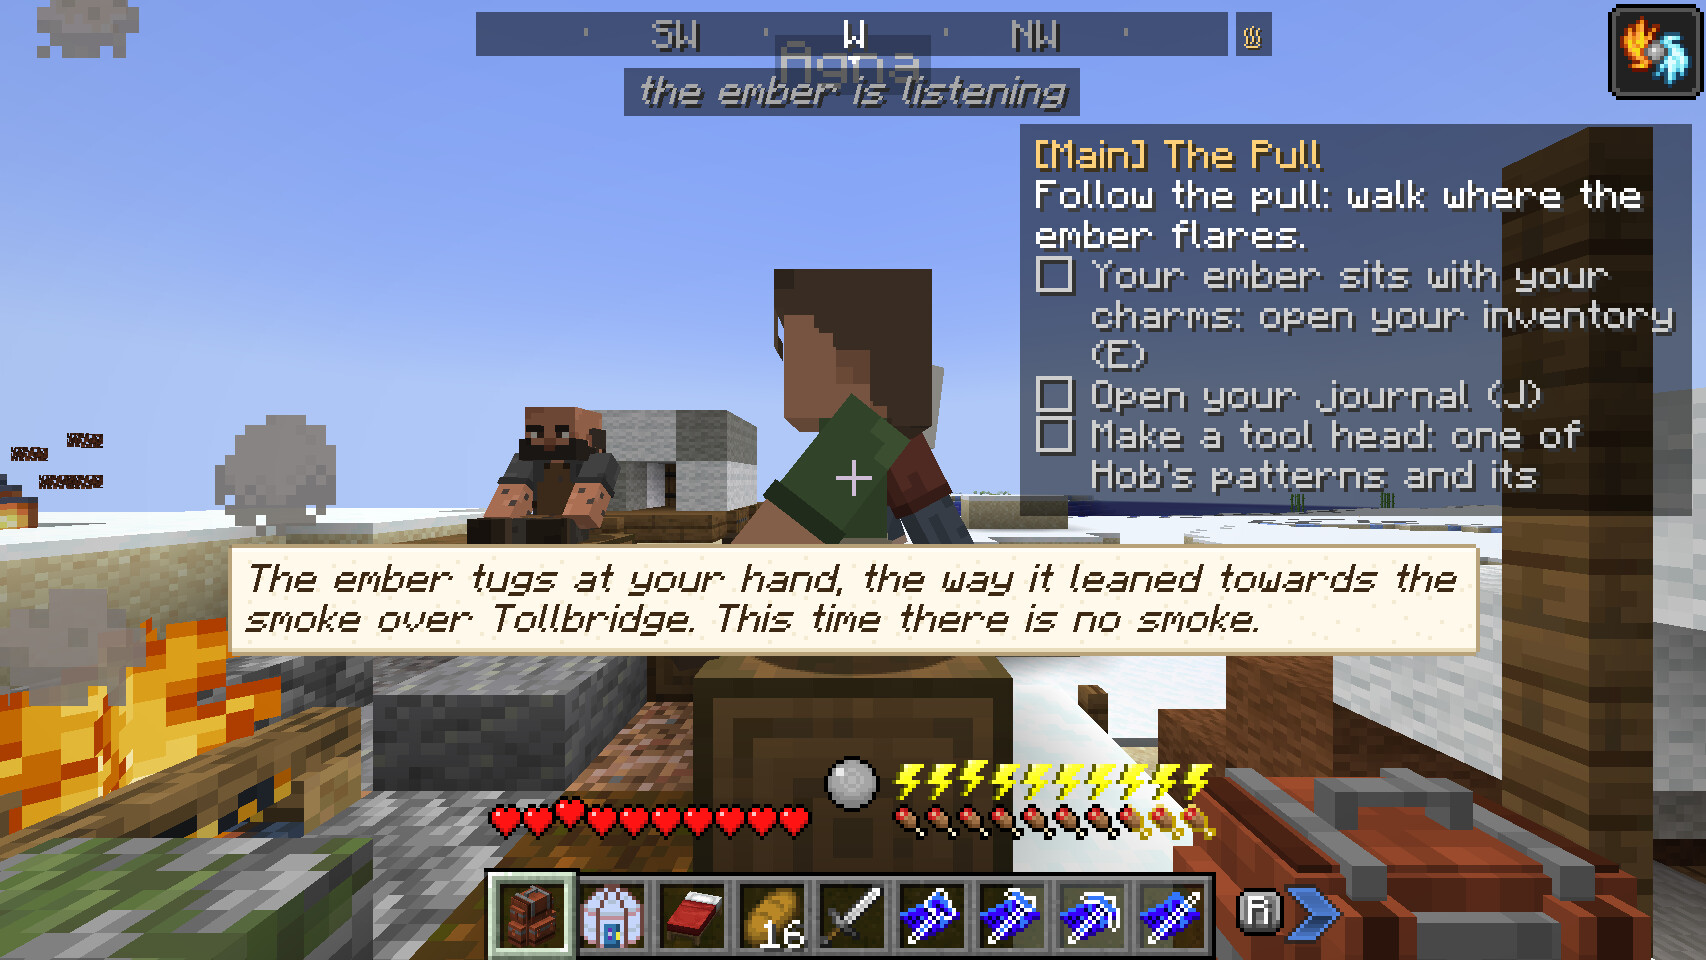 SW W NW
Agna
the ember is listening
[Main] The Pull
Follow the pull: walk where the
ember flares.
Your ember sits with your
charms: open your inventory
(E)
Open your journal (J)
Make a tool head: one of
Hob's patterns and its
The ember tugs at your hand, the way it leaned towards the
smoke over Tollbridge. This time there is no smoke.
16
R